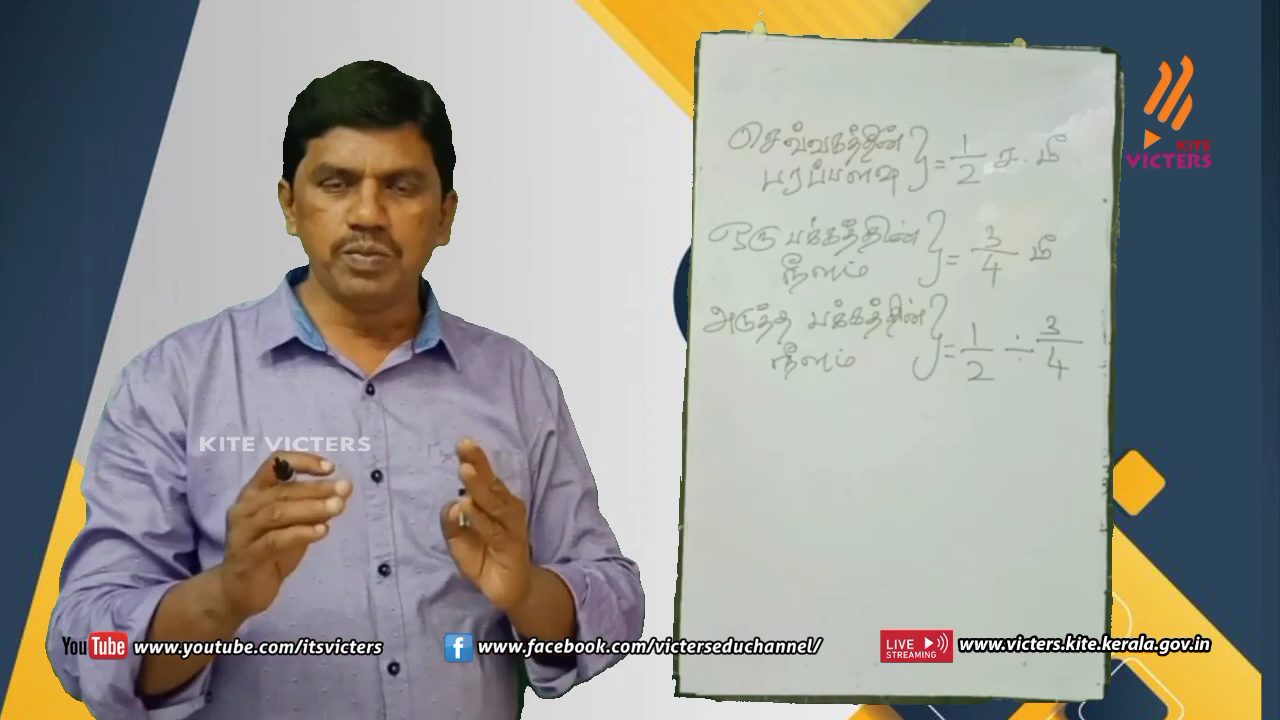 செவ்வகத்தின்
பரப்பளவு } = 1/2 ச. மீ
ஒரு பக்கத்தின்
நீளம் } = 3/4 மீ
அடுத்த பக்கத்தின்
நீளம் } = 1/2 ÷ 3/4
KITE
VICTERS
KITE VICTERS
YouTube www.youtube.com/itsvicters
f www.facebook.com/victerseduchannel/
LIVE STREAMING www.victers.kite.kerala.gov.in